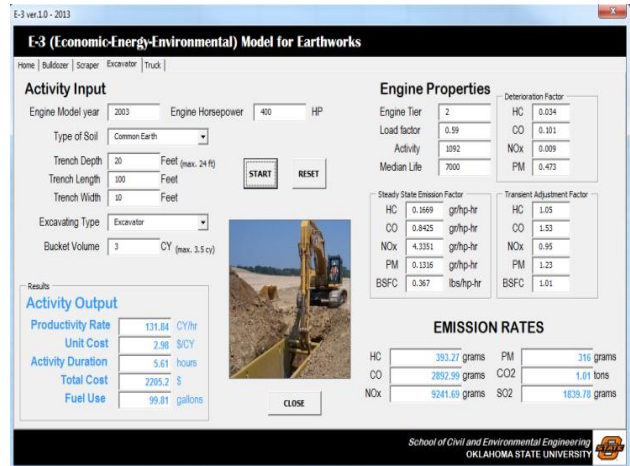 E-3 ver.1.0 - 2013
E-3 (Economic-Energy-Environmental) Model for Earthworks
Home Bulldozer Scraper Excavator Truck
Activity Input
Engine Model year 2003 Engine Horsepower 400 HP
Type of Soil Common Earth
Trench Depth 20 Feet (max. 24 ft)
Trench Length 100 Feet
Trench Width 10 Feet
START RESET
Excavating Type Excavator
Bucket Volume 3 CY (max. 3.5 cy)
Results
Activity Output
Productivity Rate 131.84 CY/hr
Unit Cost 2.98 $/CY
Activity Duration 5.61 hours
Total Cost 2205.2 $
Fuel Use 99.81 gallons
CLOSE
Engine Properties
Engine Tier 2
Load factor 0.59
Activity 1092
Median Life 7000
Deterioration Factor
HC 0.034
CO 0.101
NOx 0.009
PM 0.473
Steady State Emission Factor
HC 0.1669 gr/hp-hr
CO 0.8425 gr/hp-hr
NOx 4.3351 gr/hp-hr
PM 0.1316 gr/hp-hr
BSFC 0.367 lbs/hp-hr
Transient Adjustment Factor
HC 1.05
CO 1.53
NOx 0.95
PM 1.23
BSFC 1.01
EMISSION RATES
HC 393.27 grams PM 316 grams
CO 2892.99 grams CO2 1.01 tons
NOx 9241.69 grams SO2 1839.78 grams
School of Civil and Environmental Engineering
OKLAHOMA STATE UNIVERSITY
STATE